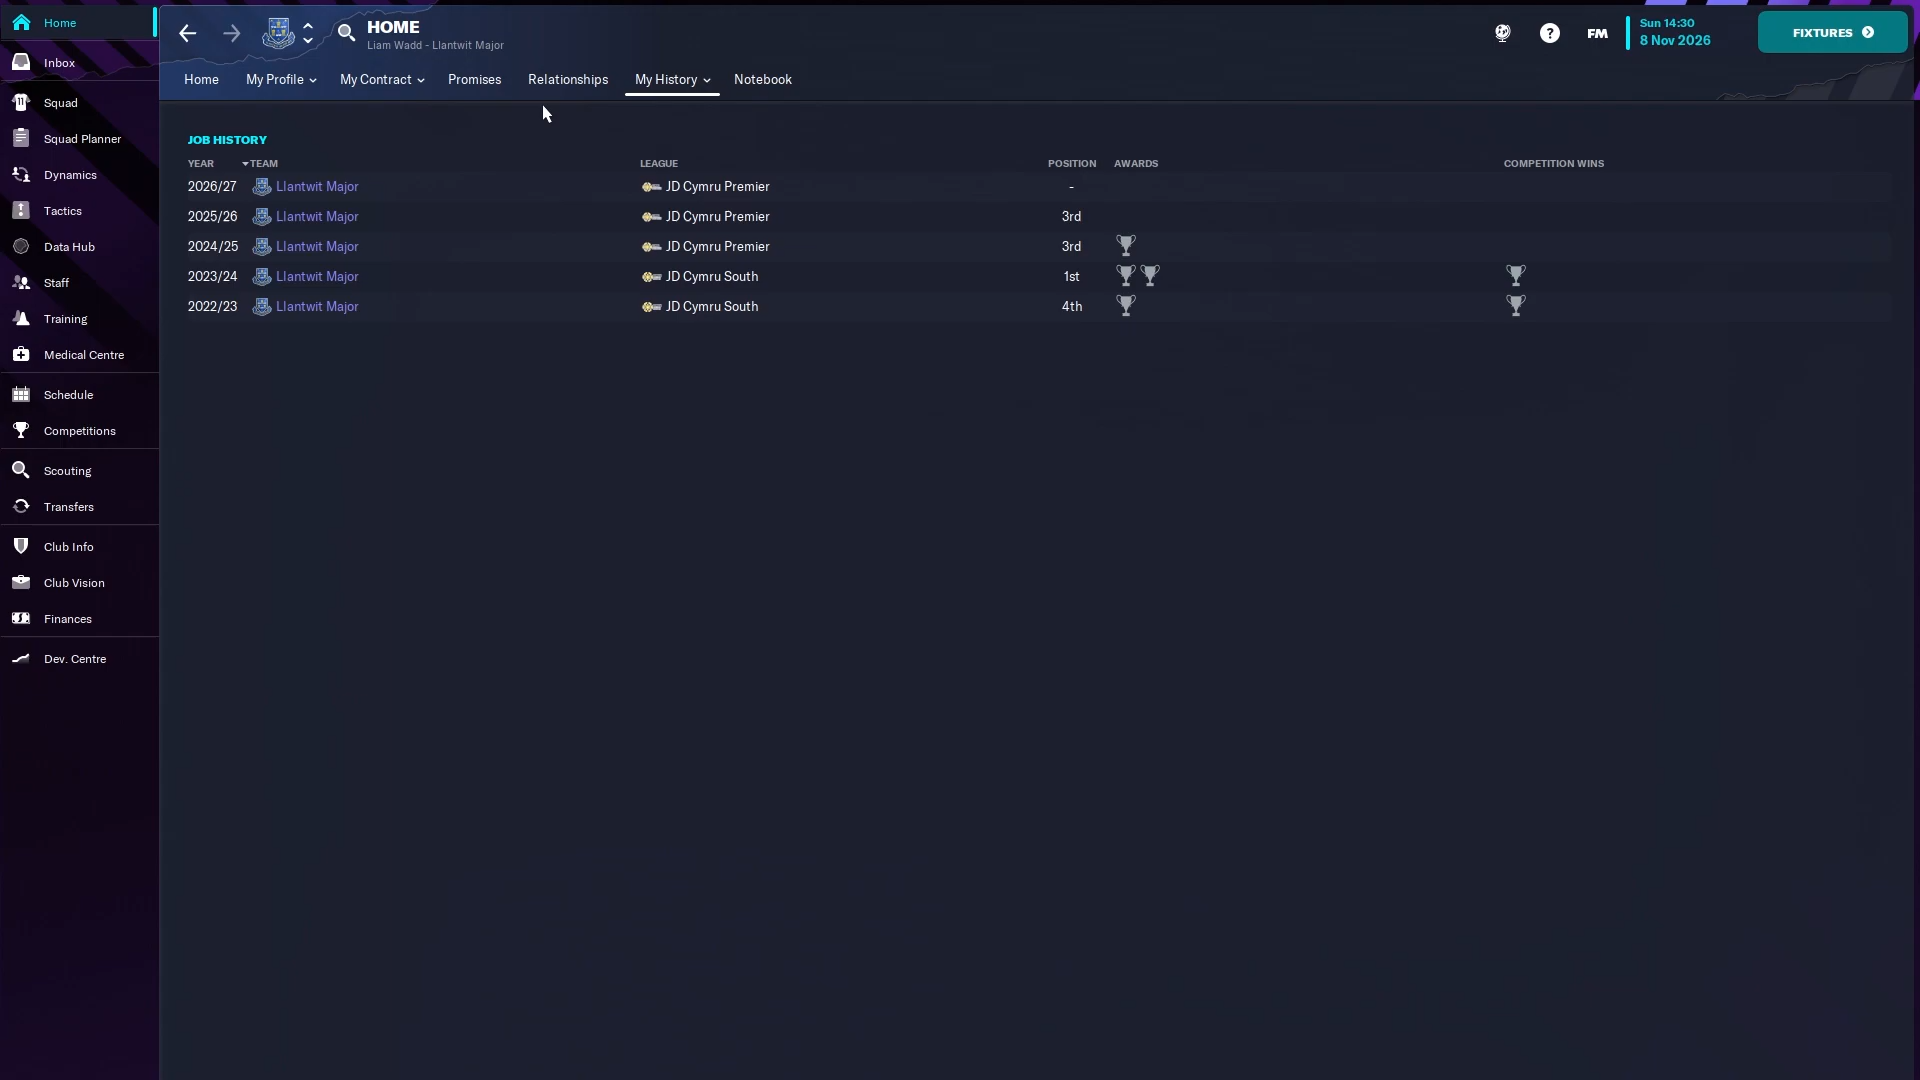 Home
Inbox
Squad
Squad Planner
Dynamics
Tactics
Data Hub
Staff
Training
Medical Centre
Schedule
Competitions
Scouting
Transfers
Club Info
Club Vision
Finances
Dev. Centre
HOME
Liam Wadd - Llantwit Major
FM
Sun 14:30
8 Nov 2026
FIXTURES
Home My Profile My Contract Promises Relationships My History Notebook
JOB HISTORY
YEAR TEAM LEAGUE POSITION AWARDS COMPETITION WINS
2026/27 Llantwit Major JD Cymru Premier -
2025/26 Llantwit Major JD Cymru Premier 3rd
2024/25 Llantwit Major JD Cymru Premier 3rd
2023/24 Llantwit Major JD Cymru South 1st
2022/23 Llantwit Major JD Cymru South 4th